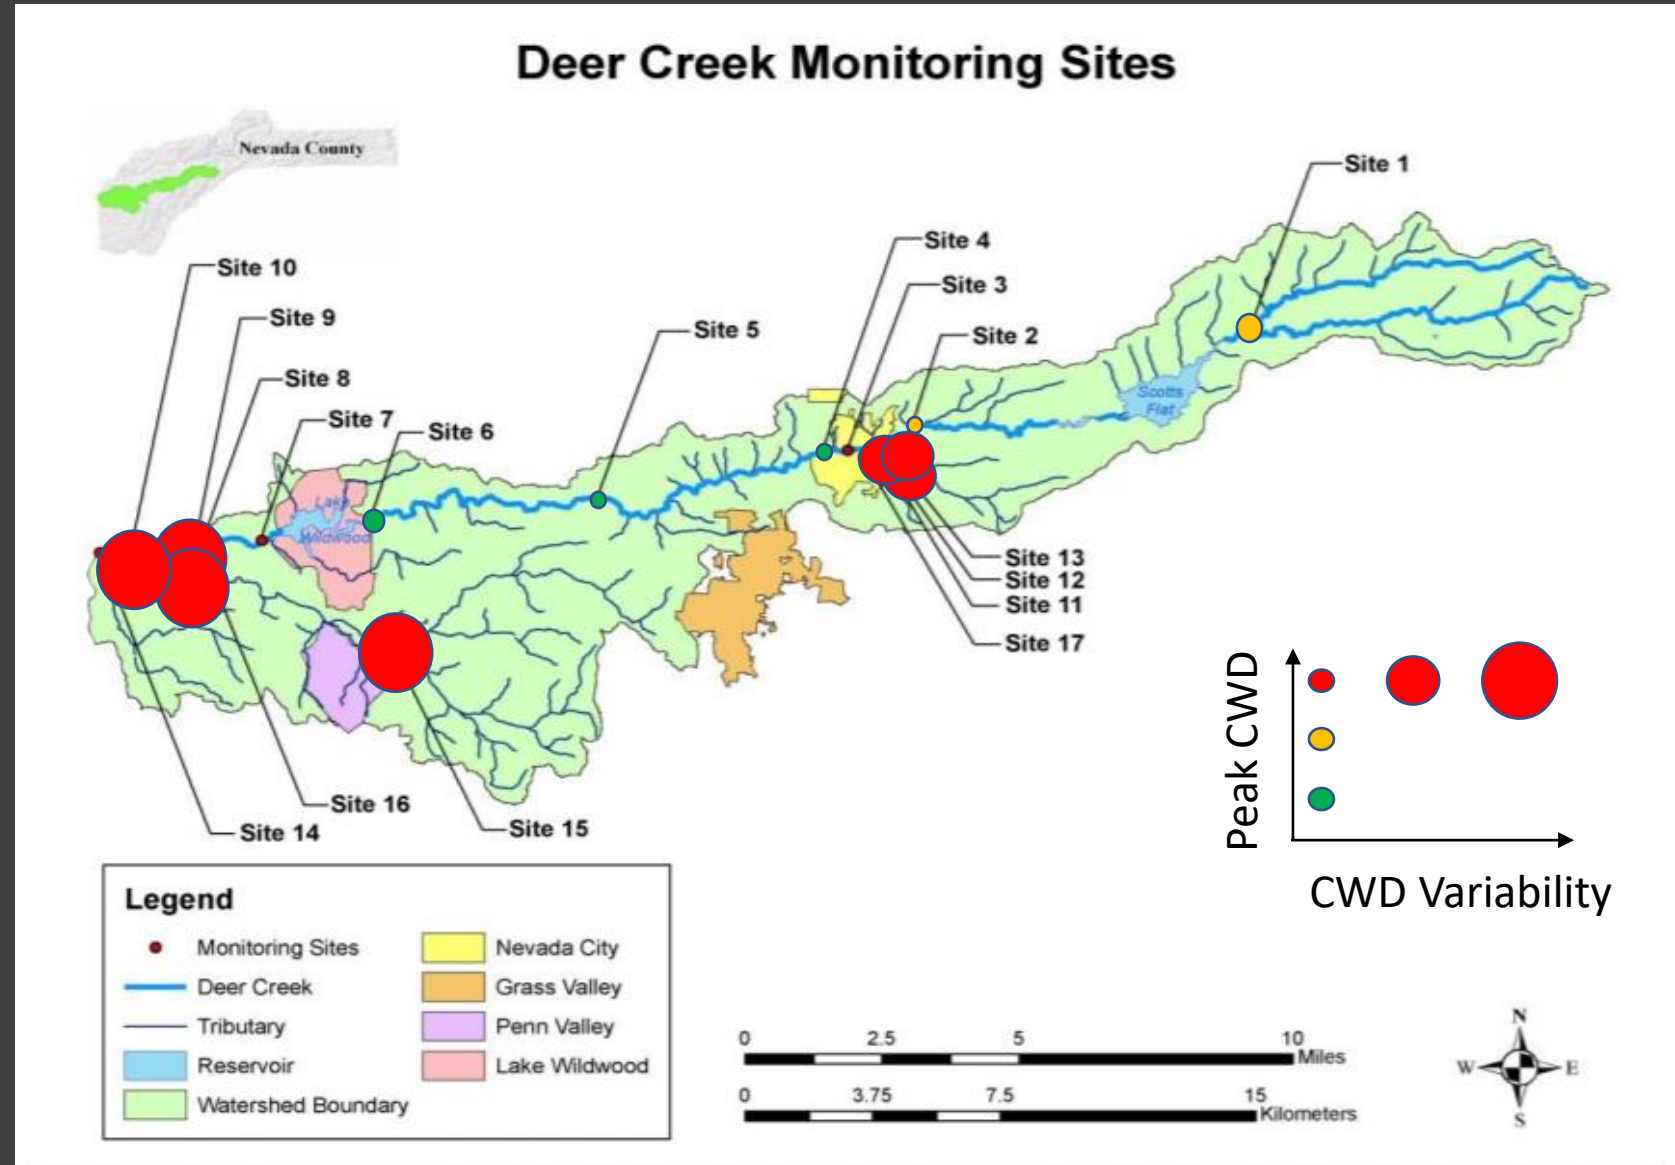 Deer Creek Monitoring Sites
Nevada County
Site 1
Site 4
Site 10
Site 3
Site 9
Site 5
Site 2
Site 8
Scotts
Flat
Site 7
Site 6
Lake
Wildwood
Site 13
Site 12
Site 11
Site 17
Site 16
Site 14
Site 15
Peak CWD
CWD Variability
Legend
Monitoring Sites
Deer Creek
Tributary
Reservoir
Watershed Boundary
Nevada City
Grass Valley
Penn Valley
Lake Wildwood
0 2.5 5 10
Miles
0 3.75 7.5 15
Kilometers
N
W E
S